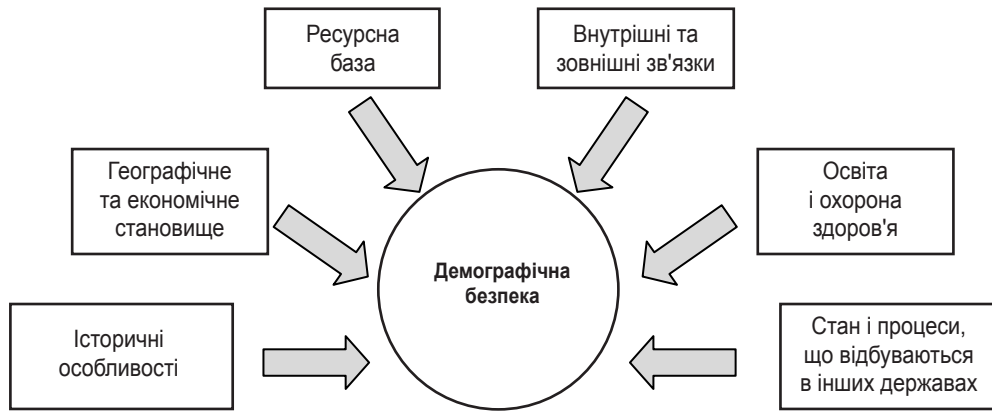 Ресурсна
база
Внутрішні та
зовнішні зв'язки
Географічне
та економічне
становище
Освіта
і охорона
здоров'я
Демографічна
безпека
Історичні
особливості
Стан і процеси,
що відбуваються
в інших державах